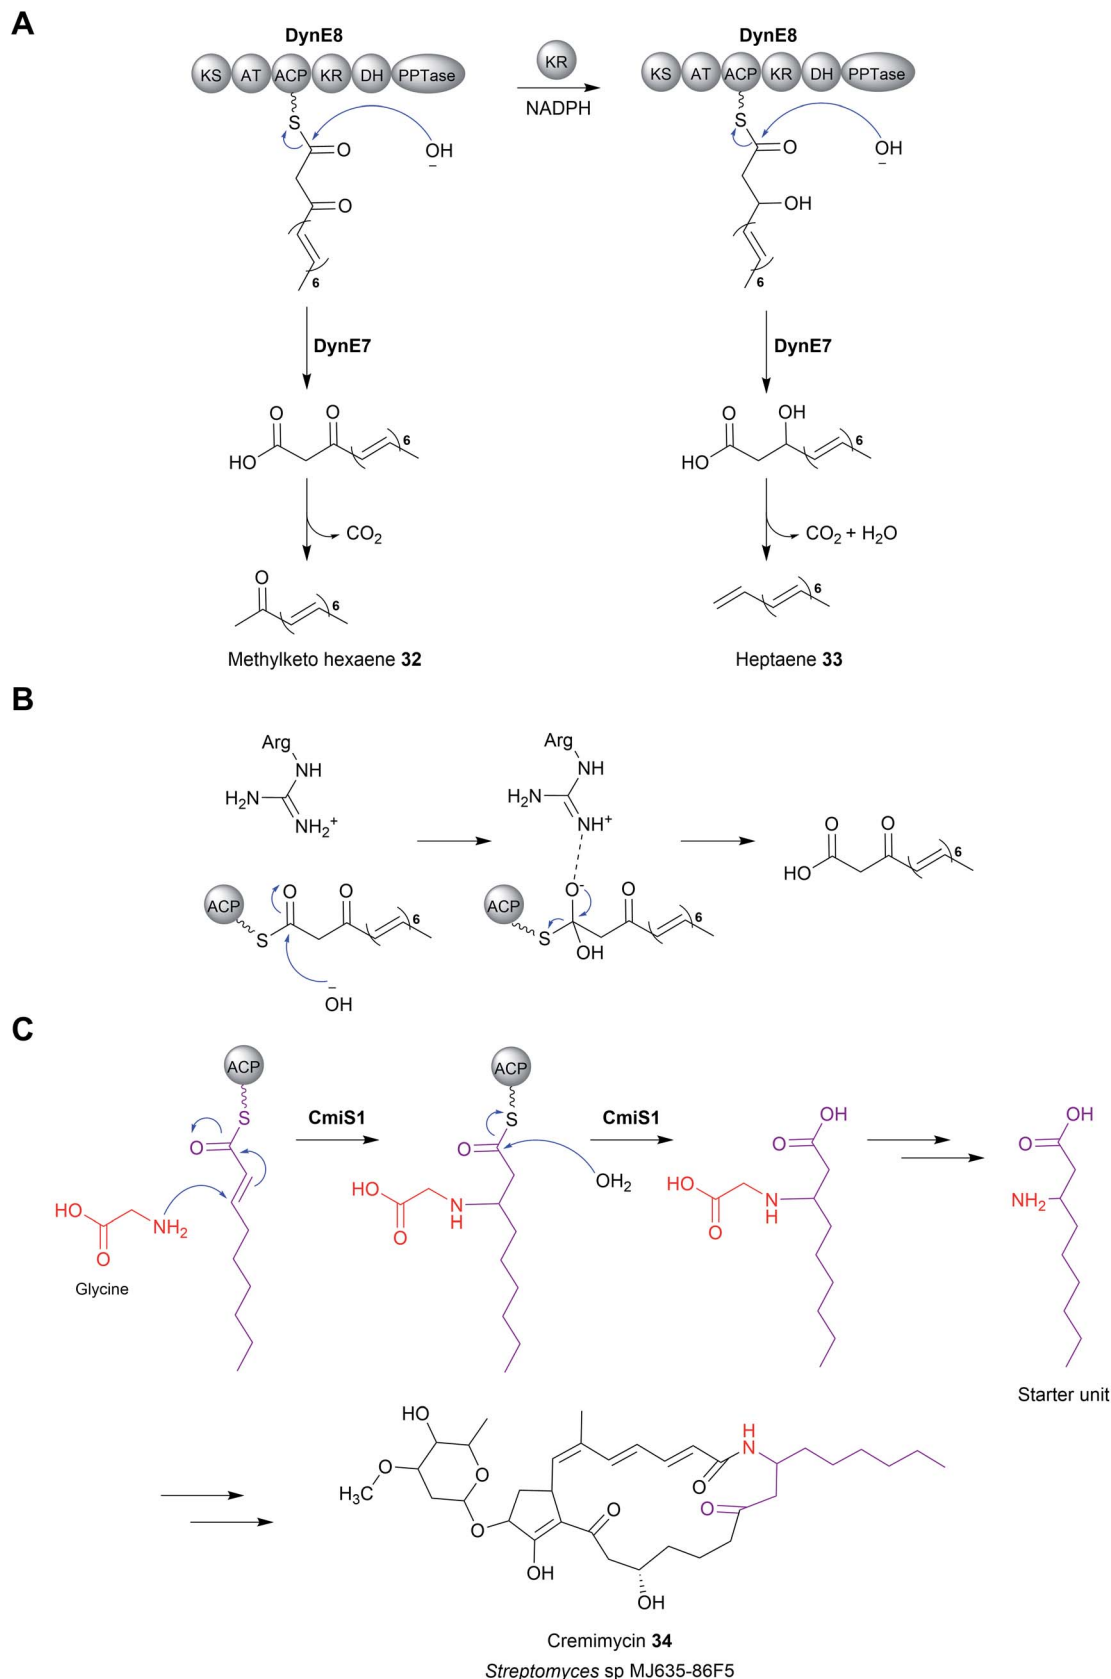 A
DynE8
KS AT ACP KR DH PPTase
S
O
OH
–
O
6
KR
NADPH
DynE8
KS AT ACP KR DH PPTase
S
O
OH
–
OH
6
DynE7
DynE7
O O
HO
6
O OH
HO
6
CO2
CO2 + H2O
O
6
6
Methylketo hexaene 32
Heptaene 33
B
Arg
NH
H2N
NH2+
ACP
S
O O
6
–
OH
Arg
NH
H2N
NH+
ACP
S
O-
O
OH
6
O O
HO
6
C
ACP
S
O
HO
O
NH2
Glycine
CmiS1
ACP
S
O
HO
O
N
H
OH2
CmiS1
OH
O
HO
O
N
H
OH
O
NH2
Starter unit
HO
O
O
H3C
O
OH
O
OH
O
H
N
O
Cremimycin 34
Streptomyces sp MJ635-86F5